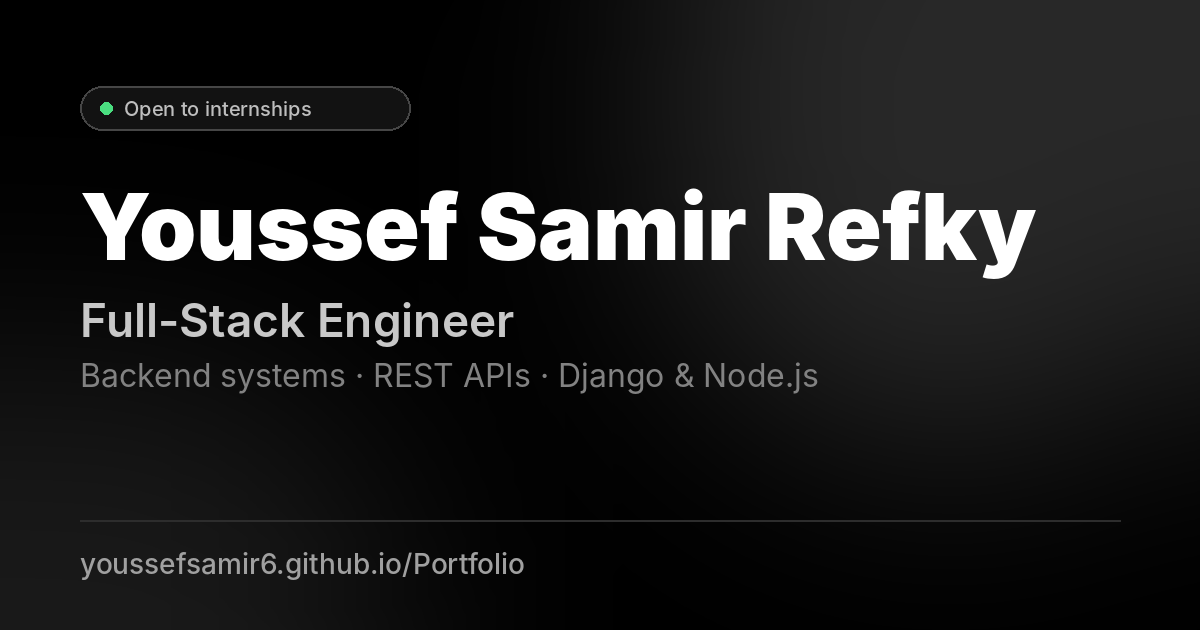 Open to internships
Youssef Samir Refky
Full-Stack Engineer
Backend systems · REST APIs · Django & Node.js
youssefsamir6.github.io/Portfolio